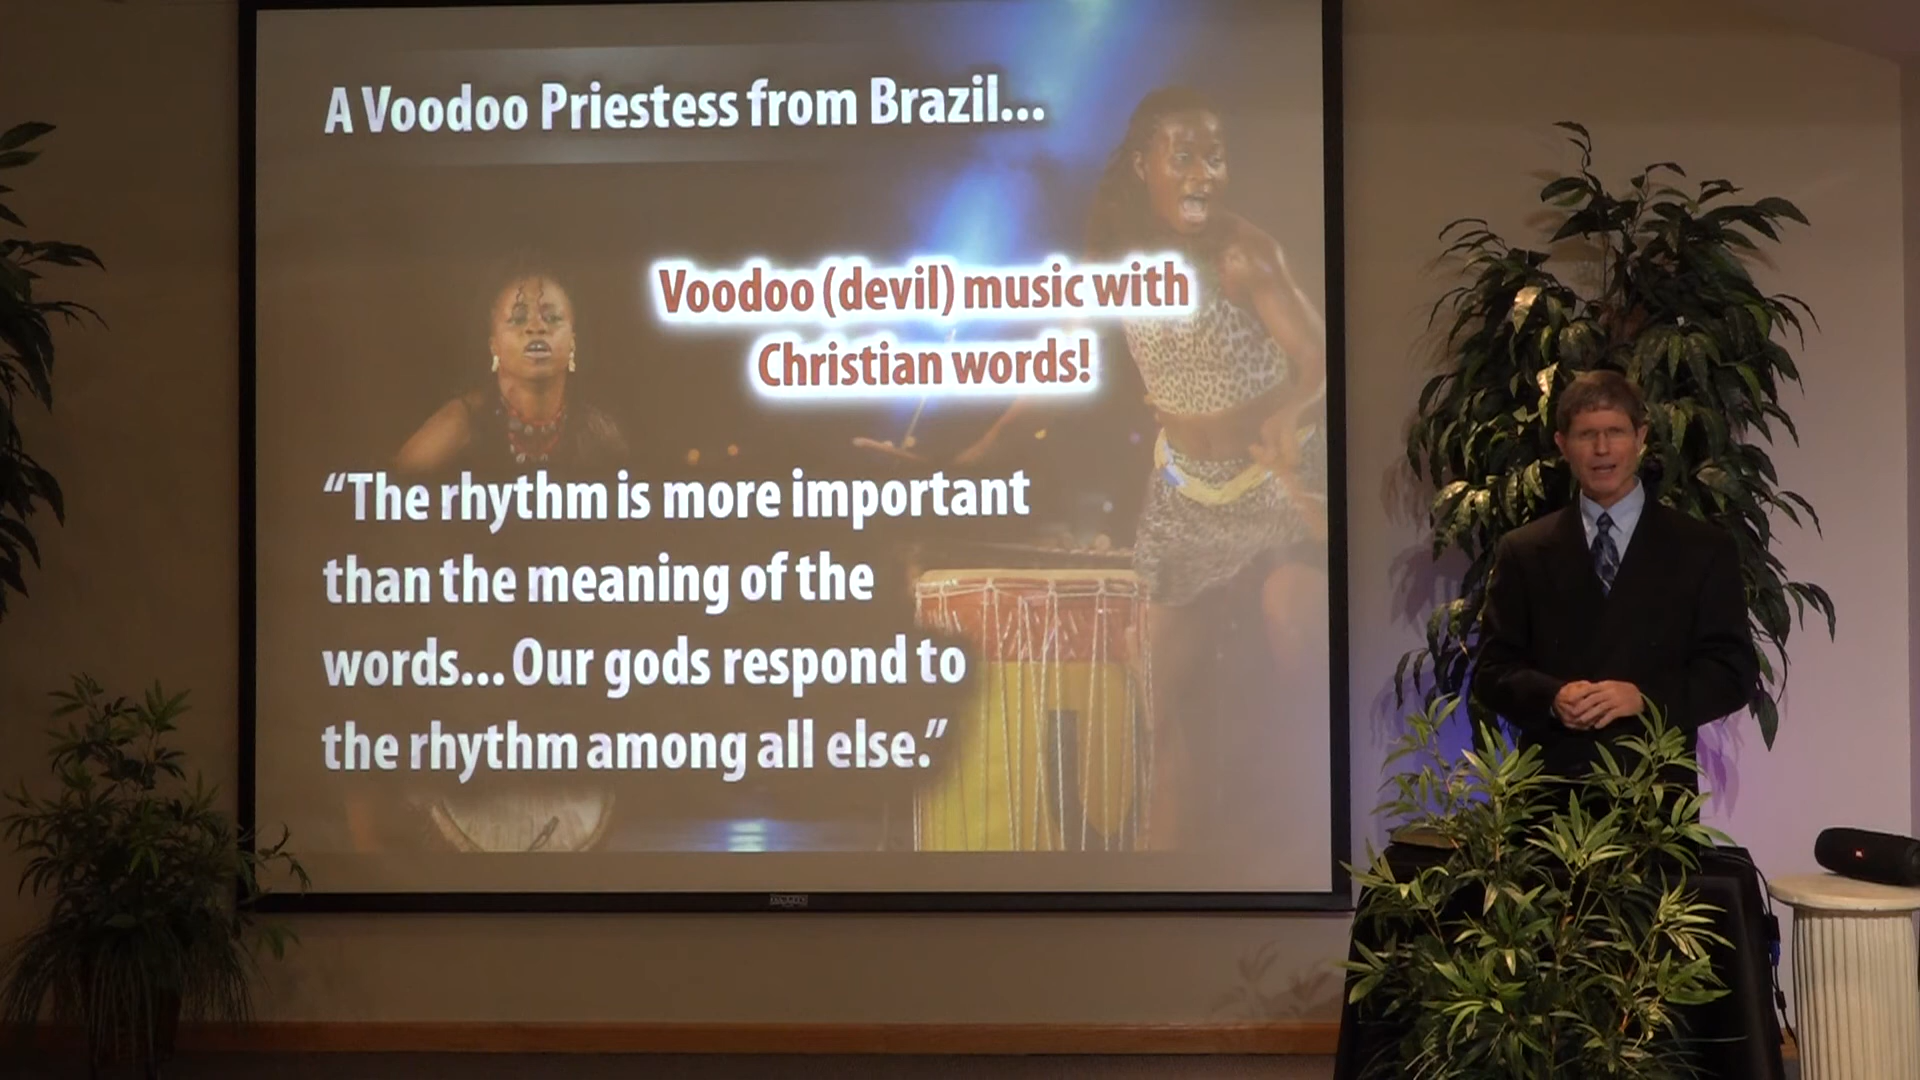 A Voodoo Priestess from Brazil...
Voodoo (devil) music with
Christian words!
“The rhythm is more important
than the meaning of the
words... Our gods respond to
the rhythm among all else.”
JBL